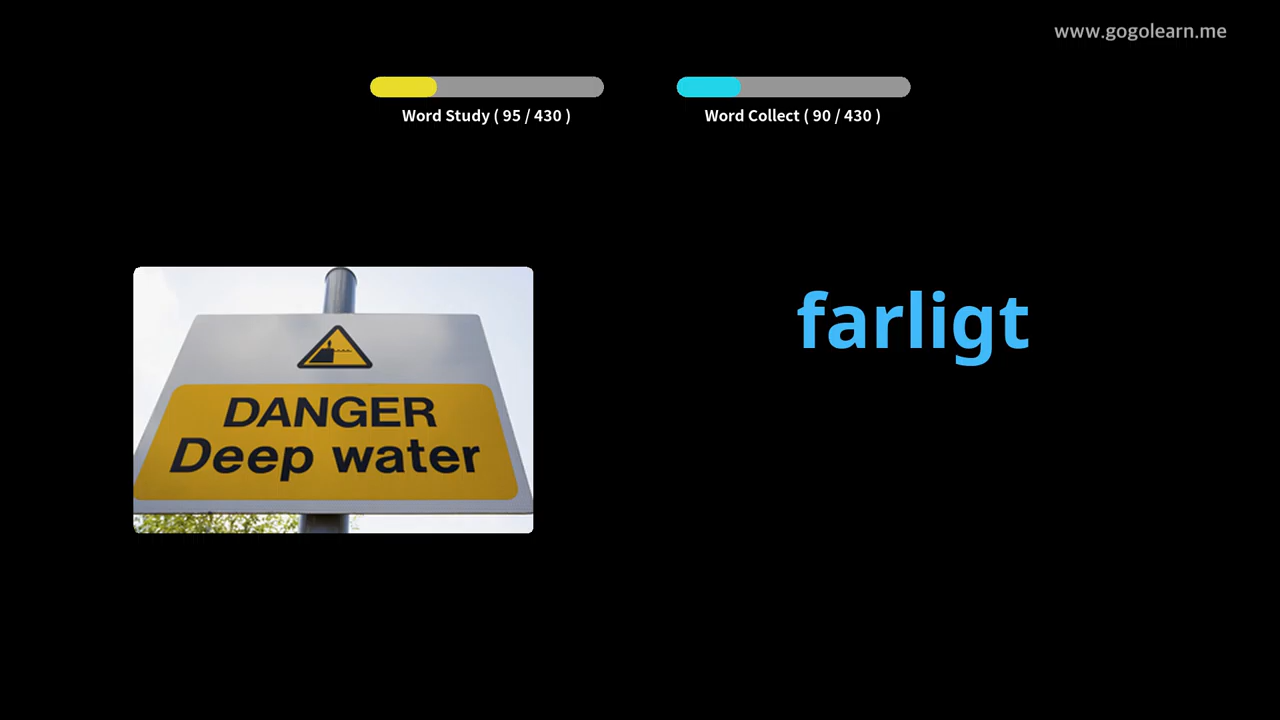 www.gogolearn.me
Word Study ( 95 / 430 )
Word Collect ( 90 / 430 )
DANGER
Deep water
farligt